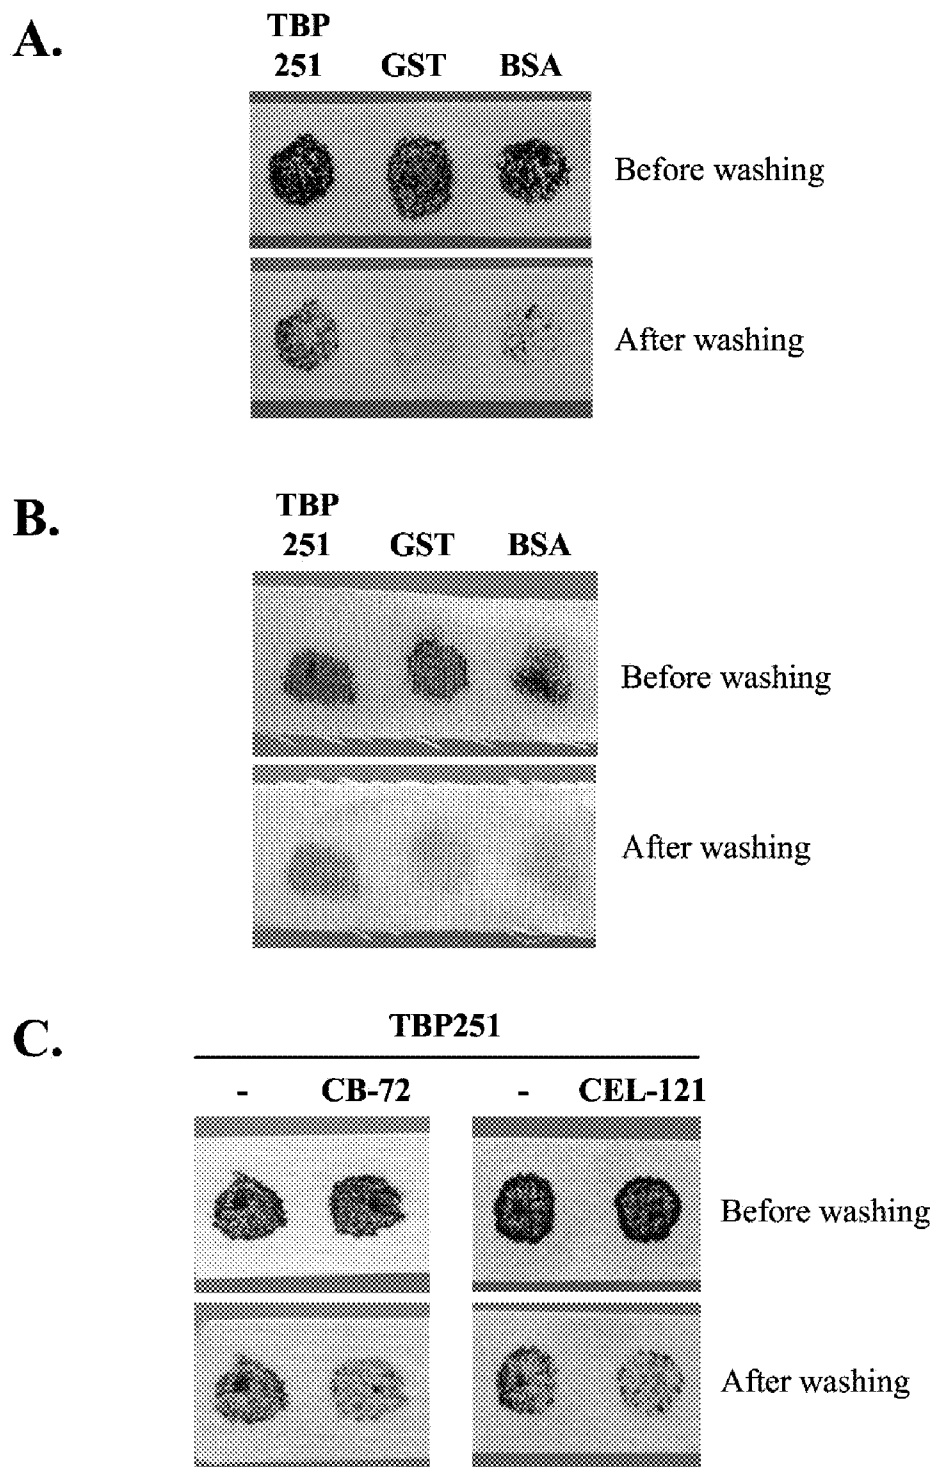 A.
TBP
251 GST BSA
Before washing
After washing
B.
TBP
251 GST BSA
Before washing
After washing
C.
TBP251
- CB-72 - CEL-121
Before washing
After washing